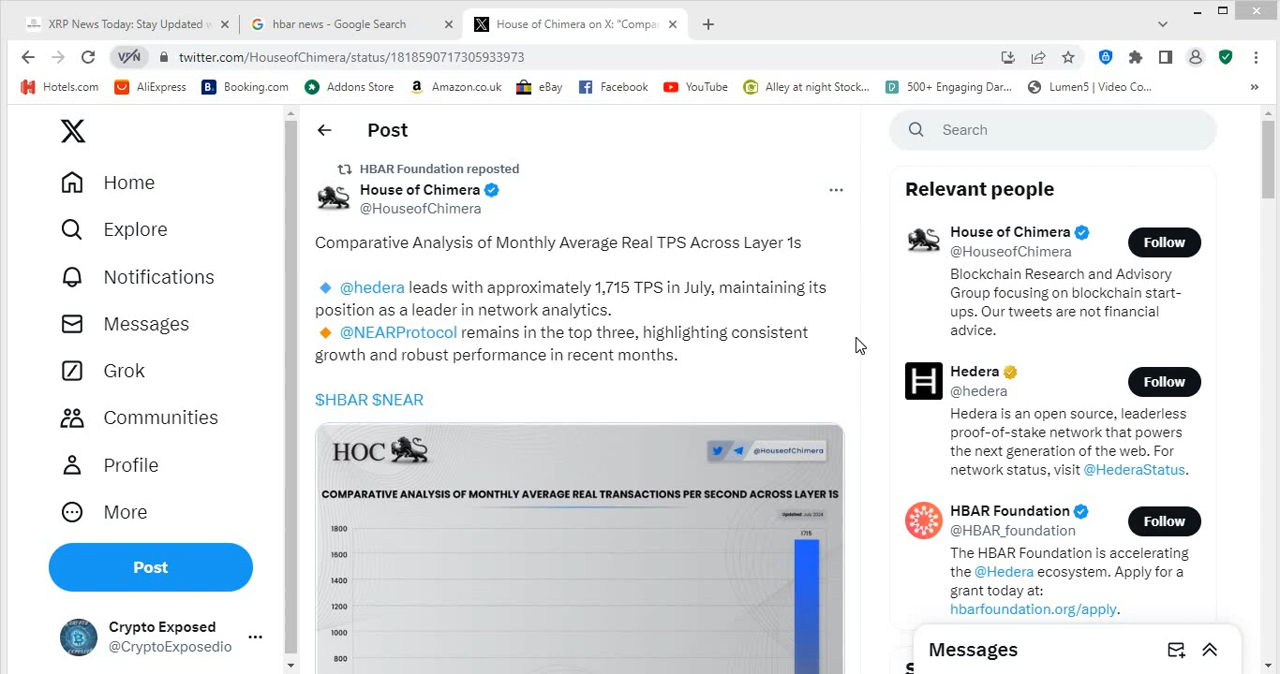 XRP News Today: Stay Updated w
hbar news - Google Search
House of Chimera on X: "Compa
VPN
twitter.com/HouseofChimera/status/1818590717305933973
Hotels.com
AliExpress
Booking.com
Addons Store
Amazon.co.uk
eBay
Facebook
YouTube
Alley at night Stock...
500+ Engaging Dar...
Lumen5 | Video Co...
Home
Explore
Notifications
Messages
Grok
Communities
Profile
More
Post
Crypto Exposed
@CryptoExposedio
Post
HBAR Foundation reposted
House of Chimera
@HouseofChimera
Comparative Analysis of Monthly Average Real TPS Across Layer 1s
@hedera leads with approximately 1,715 TPS in July, maintaining its
position as a leader in network analytics.
@NEARProtocol remains in the top three, highlighting consistent
growth and robust performance in recent months.
$HBAR $NEAR
HOC
@HouseofChimera
COMPARATIVE ANALYSIS OF MONTHLY AVERAGE REAL TRANSACTIONS PER SECOND ACROSS LAYER 1S
Updated: July 2024
1800
1715
1600
1400
1200
1000
800
Search
Relevant people
House of Chimera
@HouseofChimera
Follow
Blockchain Research and Advisory
Group focusing on blockchain start-
ups. Our tweets are not financial
advice.
Hedera
@hedera
Follow
Hedera is an open source, leaderless
proof-of-stake network that powers
the next generation of the web. For
network status, visit @HederaStatus.
HBAR Foundation
@HBAR_foundation
Follow
The HBAR Foundation is accelerating
the @Hedera ecosystem. Apply for a
grant today at:
hbarfoundation.org/apply.
Messages